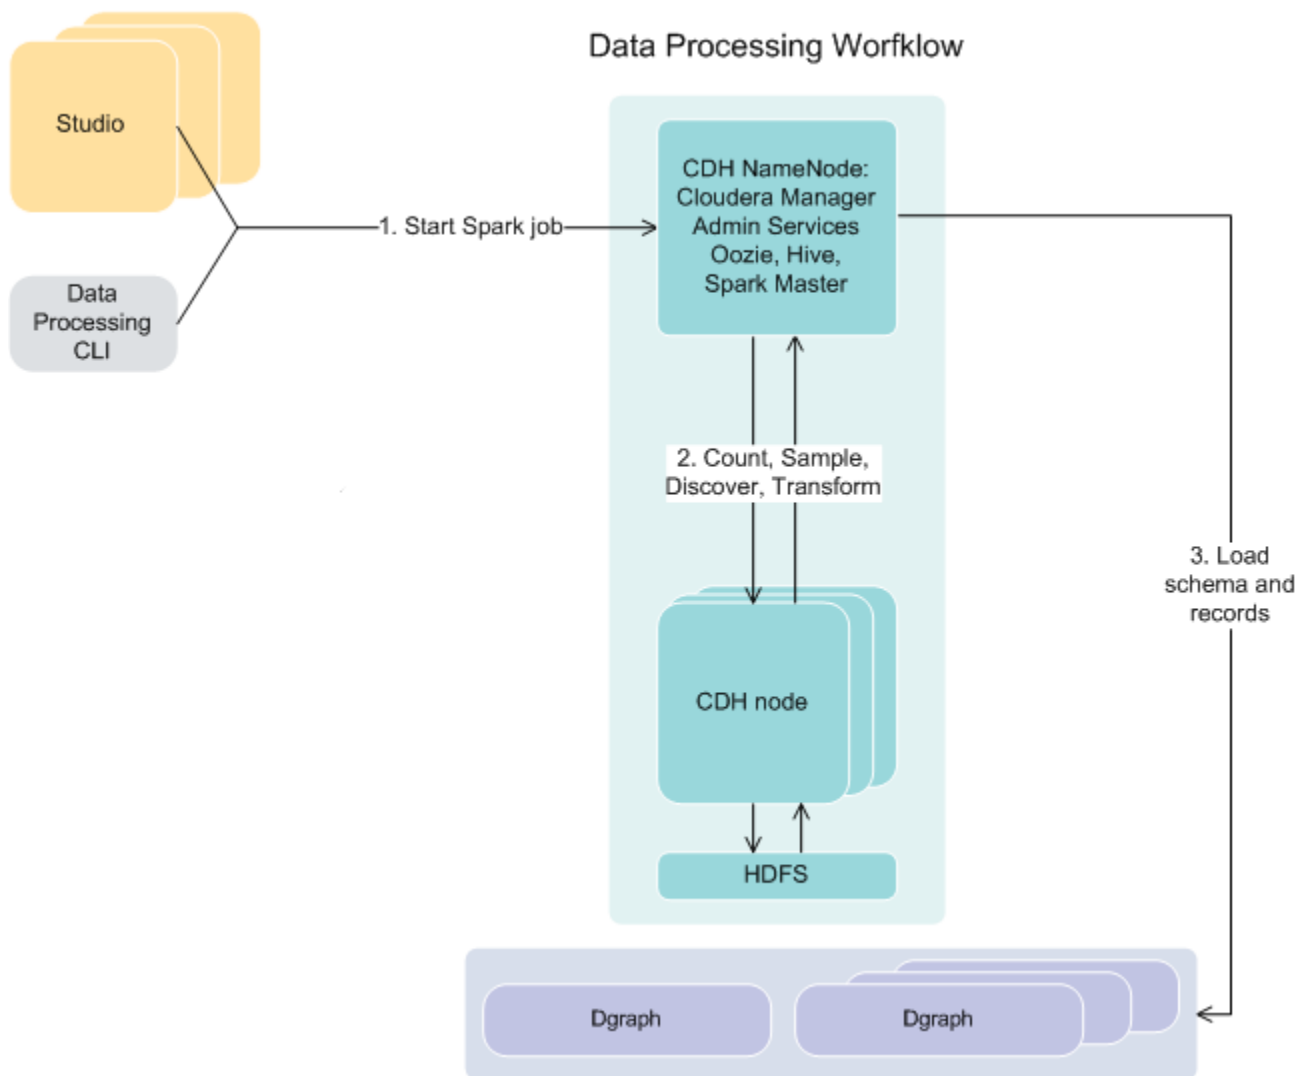 Data Processing Worfklow
Studio
Data
Processing
CLI
1. Start Spark job
CDH NameNode:
Cloudera Manager
Admin Services
Oozie, Hive,
Spark Master
2. Count, Sample,
Discover, Transform
3. Load
schema and
records
CDH node
HDFS
Dgraph
Dgraph